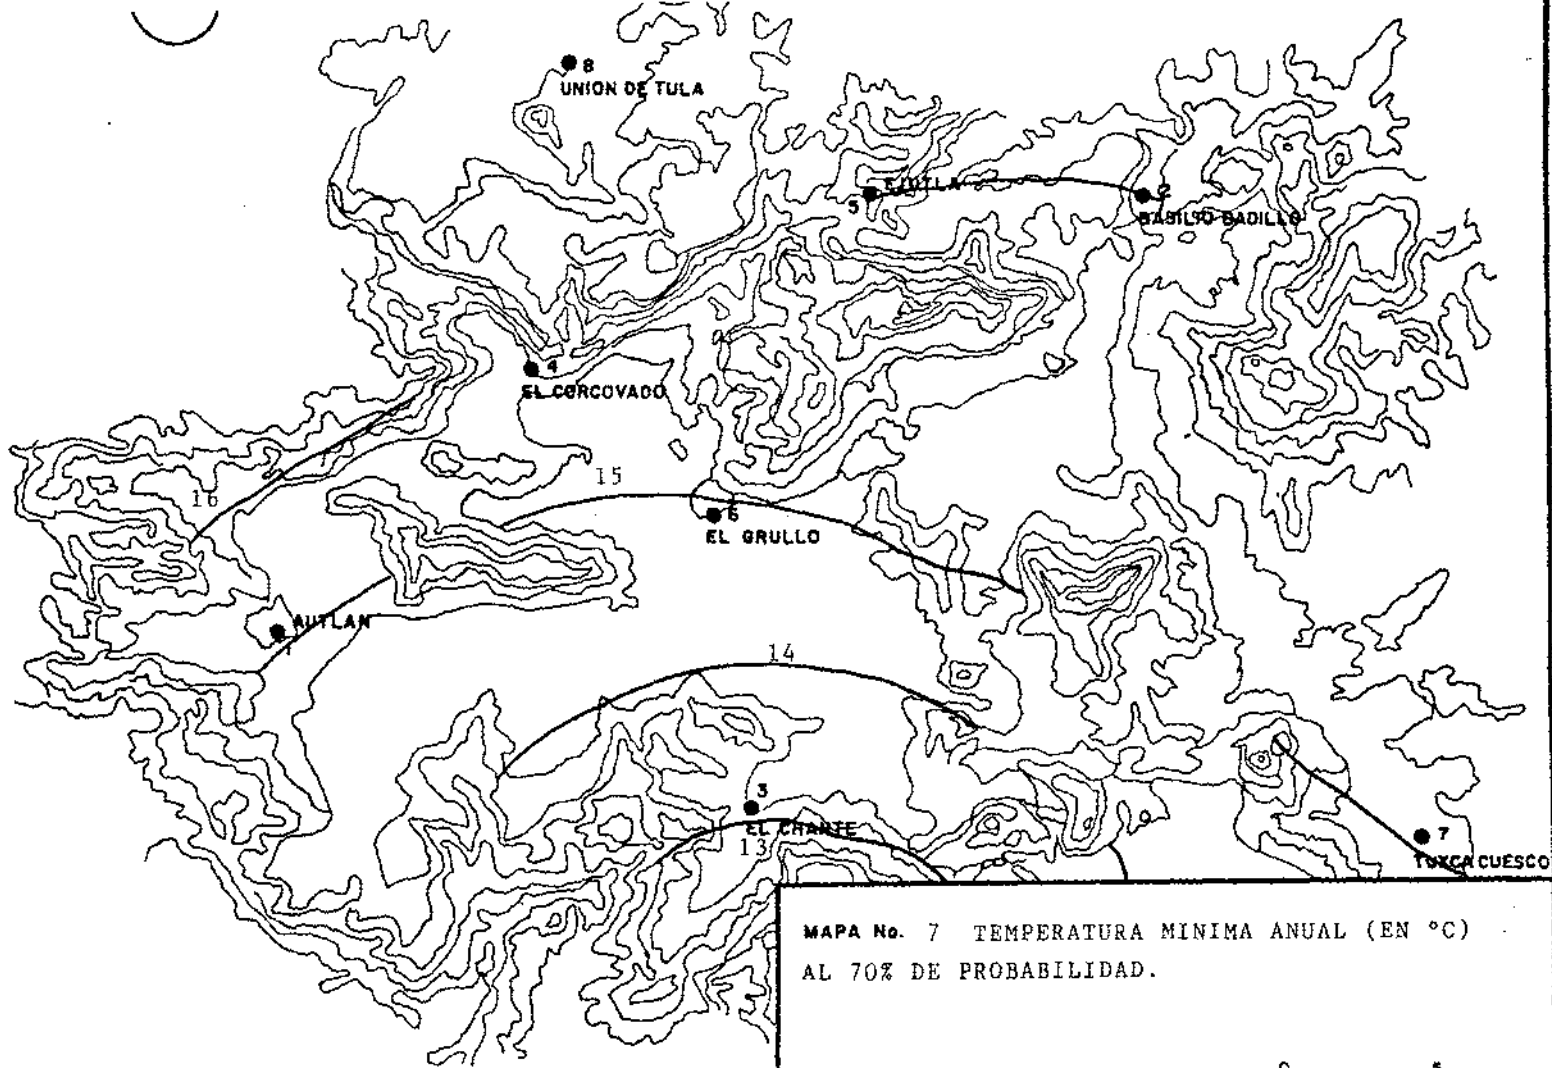 8
UNION DE TULA
5 EJUTLA
2
BASILIO BADILLO
4
EL CORCOVADO
16
15
6
EL GRULLO
AUTLAN
1
14
3
EL CHANTE
13
7
TUXCACUESCO
MAPA No. 7 TEMPERATURA MINIMA ANUAL (EN °C)
AL 70% DE PROBABILIDAD.